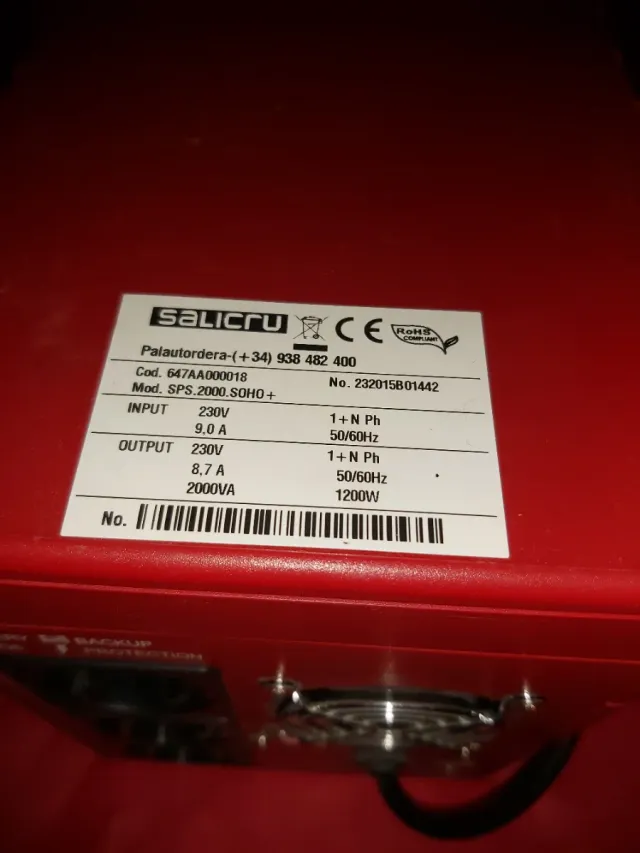 SALICRU CE RoHS COMPLIANT
Palautordera-(+34) 938 482 400
Cod. 647AA000018 No. 232015B01442
Mod. SPS.2000.SOHO+
INPUT 230V 1+N Ph
9,0 A 50/60Hz
OUTPUT 230V 1+N Ph
8,7 A 50/60Hz
2000VA 1200W
No.
BACKUP
PROTECTION